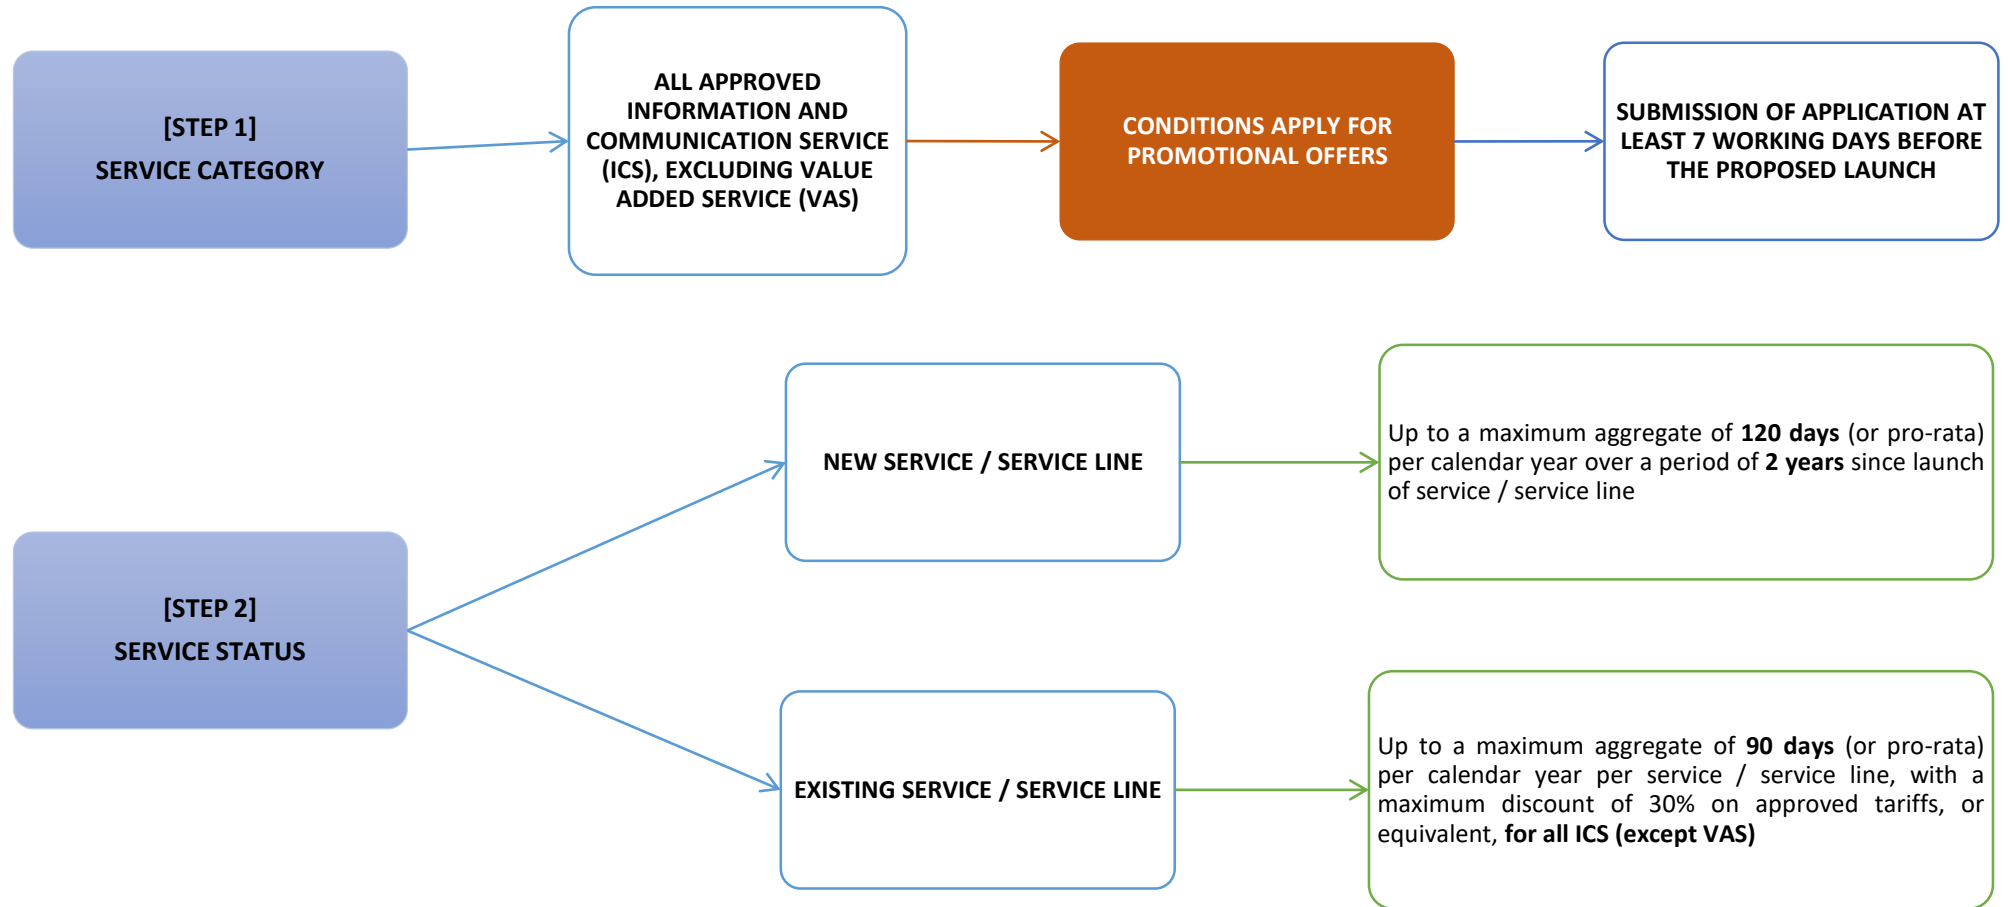 [STEP 1]
SERVICE CATEGORY
ALL APPROVED
INFORMATION AND
COMMUNICATION SERVICE
(ICS), EXCLUDING VALUE
ADDED SERVICE (VAS)
CONDITIONS APPLY FOR
PROMOTIONAL OFFERS
SUBMISSION OF APPLICATION AT
LEAST 7 WORKING DAYS BEFORE
THE PROPOSED LAUNCH
[STEP 2]
SERVICE STATUS
NEW SERVICE / SERVICE LINE
Up to a maximum aggregate of 120 days (or pro-rata)
per calendar year over a period of 2 years since launch
of service / service line
EXISTING SERVICE / SERVICE LINE
Up to a maximum aggregate of 90 days (or pro-rata)
per calendar year per service / service line, with a
maximum discount of 30% on approved tariffs, or
equivalent, for all ICS (except VAS)